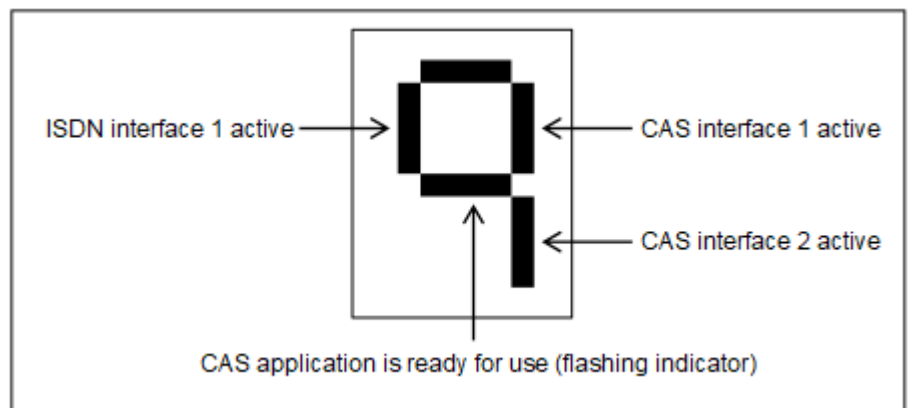 ISDN interface 1 active
CAS interface 1 active
CAS interface 2 active
CAS application is ready for use (flashing indicator)